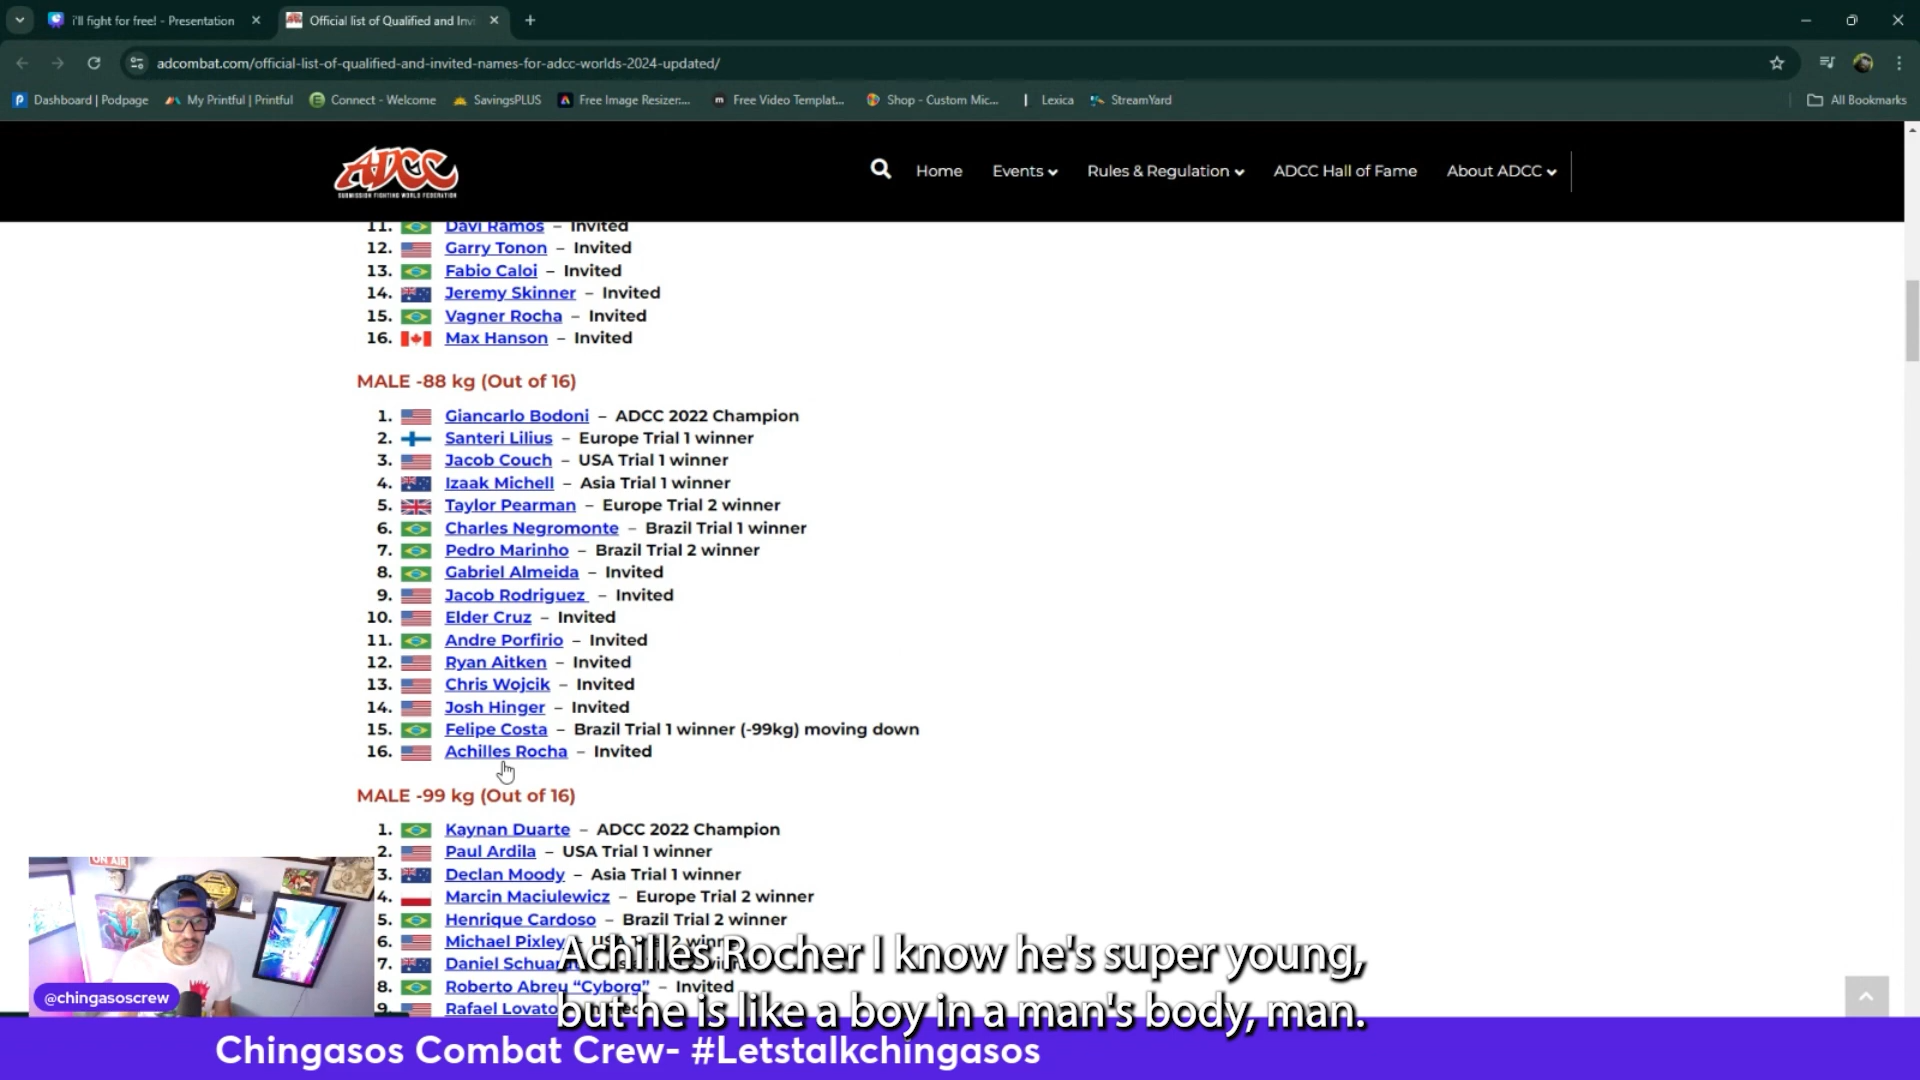 i'll fight for free! - Presentation
Official list of Qualified and Inv
adcombat.com/official-list-of-qualified-and-invited-names-for-adcc-worlds-2024-updated/
Dashboard | Podpage
My Printful | Printful
Connect - Welcome
SavingsPLUS
Free Image Resizer:...
Free Video Templat...
Shop - Custom Mic...
Lexica
StreamYard
All Bookmarks
ADCC
SUBMISSION FIGHTING WORLD FEDERATION
Home
Events
Rules & Regulation
ADCC Hall of Fame
About ADCC
11. Davi Ramos – Invited
12. Garry Tonon – Invited
13. Fabio Caloi – Invited
14. Jeremy Skinner – Invited
15. Vagner Rocha – Invited
16. Max Hanson – Invited
MALE -88 kg (Out of 16)
1. Giancarlo Bodoni – ADCC 2022 Champion
2. Santeri Lilius – Europe Trial 1 winner
3. Jacob Couch – USA Trial 1 winner
4. Izaak Michell – Asia Trial 1 winner
5. Taylor Pearman – Europe Trial 2 winner
6. Charles Negromonte – Brazil Trial 1 winner
7. Pedro Marinho – Brazil Trial 2 winner
8. Gabriel Almeida – Invited
9. Jacob Rodriguez – Invited
10. Elder Cruz – Invited
11. Andre Porfirio – Invited
12. Ryan Aitken – Invited
13. Chris Wojcik – Invited
14. Josh Hinger – Invited
15. Felipe Costa – Brazil Trial 1 winner (-99kg) moving down
16. Achilles Rocha – Invited
MALE -99 kg (Out of 16)
1. Kaynan Duarte – ADCC 2022 Champion
2. Paul Ardila – USA Trial 1 winner
3. Declan Moody – Asia Trial 1 winner
4. Marcin Maciulewicz – Europe Trial 2 winner
5. Henrique Cardoso – Brazil Trial 2 winner
6. Michael Pixley
7. Daniel
8. Roberto Abreu “Cyborg” – Invited
9. Rafael Lovato
ON AIR
@chingasoscrew
Achilles Rocher I know he's super young,
but he is like a boy in a man's body, man.
Chingasos Combat Crew- #Letstalkchingasos